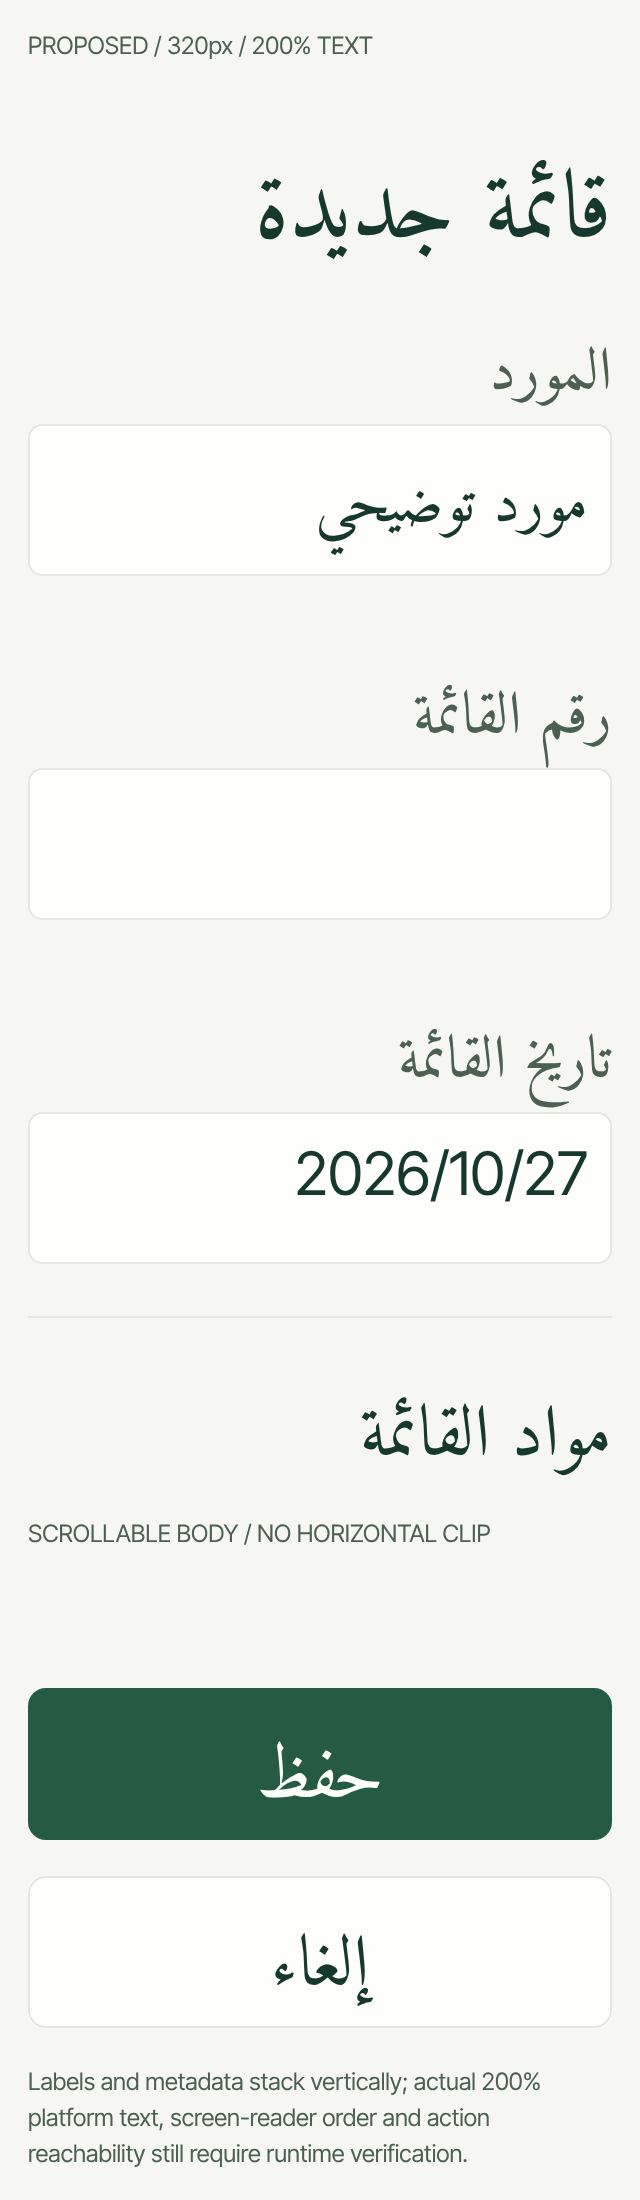 PROPOSED / 320px / 200% TEXT
قائمة جديدة
المورد
مورد توضيحي
رقم القائمة
تاريخ القائمة
2026/10/27
مواد القائمة
SCROLLABLE BODY / NO HORIZONTAL CLIP
حفظ
إلغاء
Labels and metadata stack vertically; actual 200%
platform text, screen-reader order and action
reachability still require runtime verification.